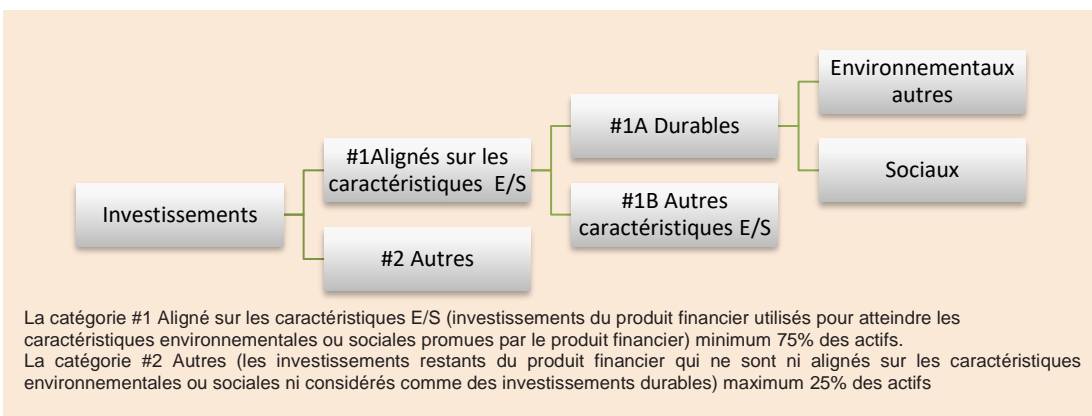 Environnementaux
autres
#1A Durables
#1Alignés sur les
caractéristiques E/S
Sociaux
Investissements
#1B Autres
caractéristiques E/S
#2 Autres
La catégorie #1 Aligné sur les caractéristiques E/S (investissements du produit financier utilisés pour atteindre les
caractéristiques environnementales ou sociales promues par le produit financier) minimum 75% des actifs.
La catégorie #2 Autres (les investissements restants du produit financier qui ne sont ni alignés sur les caractéristiques
environnementales ou sociales ni considérés comme des investissements durables) maximum 25% des actifs